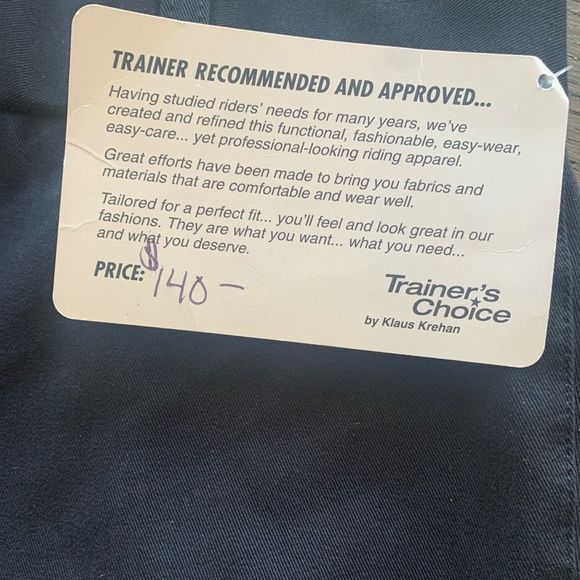 TRAINER RECOMMENDED AND APPROVED...
Having studied riders' needs for many years, we've
created and refined this functional, fashionable, easy-wear,
easy-care... yet professional-looking riding apparel.
Great efforts have been made to bring you fabrics and
materials that are comfortable and wear well.
Tailored for a perfect fit... you'll feel and look great in our
fashions. They are what you want... what you need...
and what you deserve.
PRICE: $140-
Trainer's
Choice
by Klaus Krehan